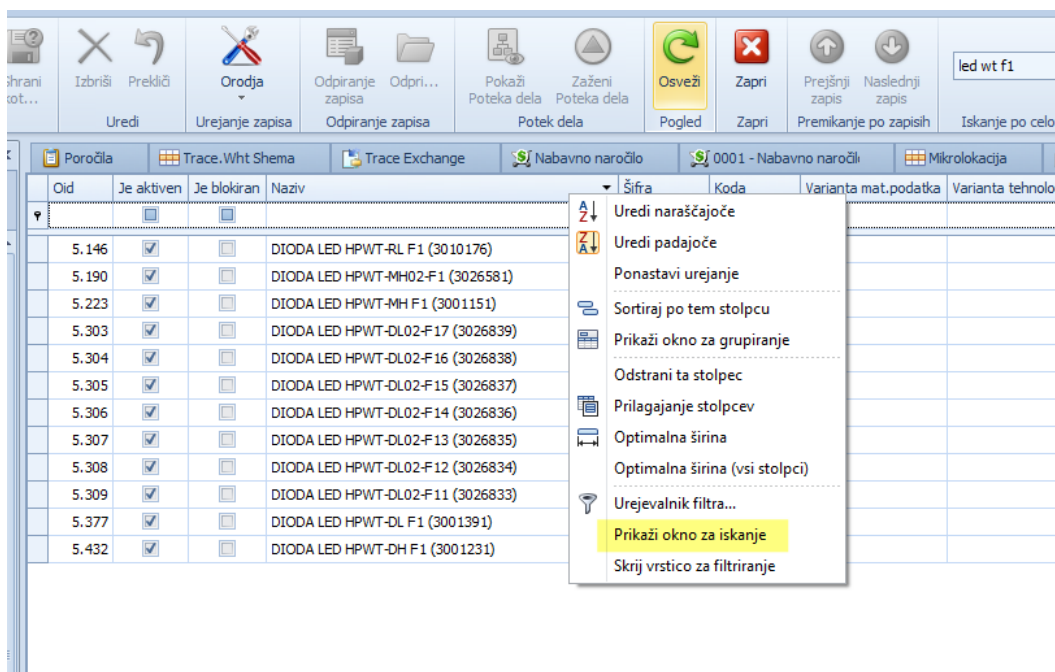 Izbriši Prekliči Orodja Odpiranje zapisa Odpri... Pokaži Poteka dela Zaženi Poteka dela Osveži Zapri Prejšnji zapis Naslednji zapis led wt f1
Uredi Urejanje zapisa Odpiranje zapisa Potek dela Pogled Zapri Premikanje po zapisih Iskanje po celo
Poročila Trace.Wht Shema Trace Exchange Nabavno naročilo 0001 - Nabavno naročil Mikrolokacija
Oid Je aktiven Je blokiran Naziv Šifra Koda Varianta mat.podatka Varianta tehnolo
5.146 DIODA LED HPWT-RL F1 (3010176)
5.190 DIODA LED HPWT-MH02-F1 (3026581)
5.223 DIODA LED HPWT-MH F1 (3001151)
5.303 DIODA LED HPWT-DL02-F17 (3026839)
5.304 DIODA LED HPWT-DL02-F16 (3026838)
5.305 DIODA LED HPWT-DL02-F15 (3026837)
5.306 DIODA LED HPWT-DL02-F14 (3026836)
5.307 DIODA LED HPWT-DL02-F13 (3026835)
5.308 DIODA LED HPWT-DL02-F12 (3026834)
5.309 DIODA LED HPWT-DL02-F11 (3026833)
5.377 DIODA LED HPWT-DL F1 (3001391)
5.432 DIODA LED HPWT-DH F1 (3001231)
Uredi naraščajoče
Uredi padajoče
Ponastavi urejanje
Sortiraj po tem stolpcu
Prikaži okno za grupiranje
Odstrani ta stolpec
Prilagajanje stolpcev
Optimalna širina
Optimalna širina (vsi stolpci)
Urejevalnik filtra...
Prikaži okno za iskanje
Skrij vrstico za filtriranje